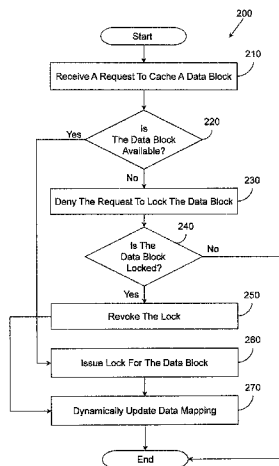 200
Start
210
Receive A Request To Cache A Data Block
220
Is
The Data Block
Available?
Yes
No
230
Deny The Request To Lock The Data Block
240
Is The
Data Block
Locked?
No
Yes
250
Revoke The Lock
260
Issue Lock For The Data Block
270
Dynamically Update Data Mapping
End